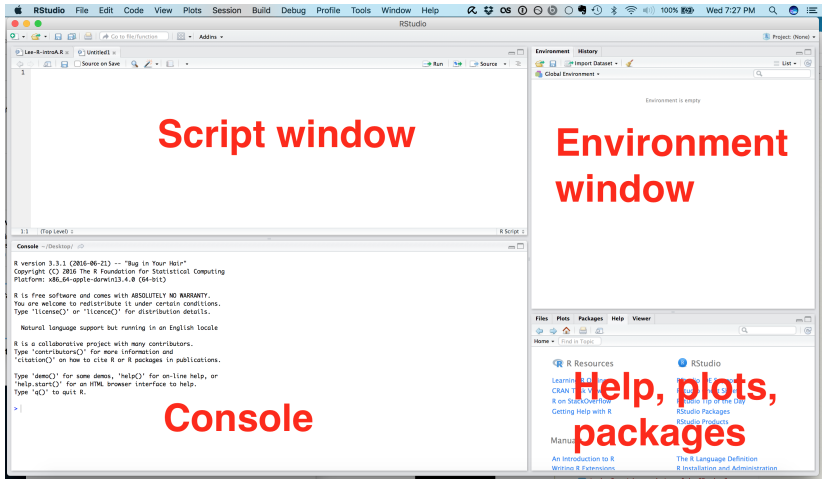 RStudio File Edit Code View Plots Session Build Debug Profile Tools Window Help 100% Wed 7:27 PM
RStudio
Go to file/function Addins Project: (None)
Lee-R-IntroA.R Untitled1
Source on Save Run Source
1
Script window
1:1 (Top Level) R Script
Console ~/Desktop/
R version 3.3.1 (2016-06-21) -- "Bug in Your Hair"
Copyright (C) 2016 The R Foundation for Statistical Computing
Platform: x86_64-apple-darwin13.4.0 (64-bit)
R is free software and comes with ABSOLUTELY NO WARRANTY.
You are welcome to redistribute it under certain conditions.
Type 'license()' or 'licence()' for distribution details.
Natural language support but running in an English locale
R is a collaborative project with many contributors.
Type 'contributors()' for more information and
'citation()' on how to cite R or R packages in publications.
Type 'demo()' for some demos, 'help()' for on-line help, or
'help.start()' for an HTML browser interface to help.
Type 'q()' to quit R.
>
Console
Environment History
Import Dataset List
Global Environment
Environment is empty
Environment
window
Files Plots Packages Help Viewer
Home Find in Topic
R Resources
Learning R
CRAN Task
R on StackOverflow
Getting Help with R
RStudio
RStudio Tip of the Day
RStudio Packages
RStudio Products
Help, plots,
packages
An Introduction to R
Writing R Extensions
The R Language Definition
R Installation and Administration